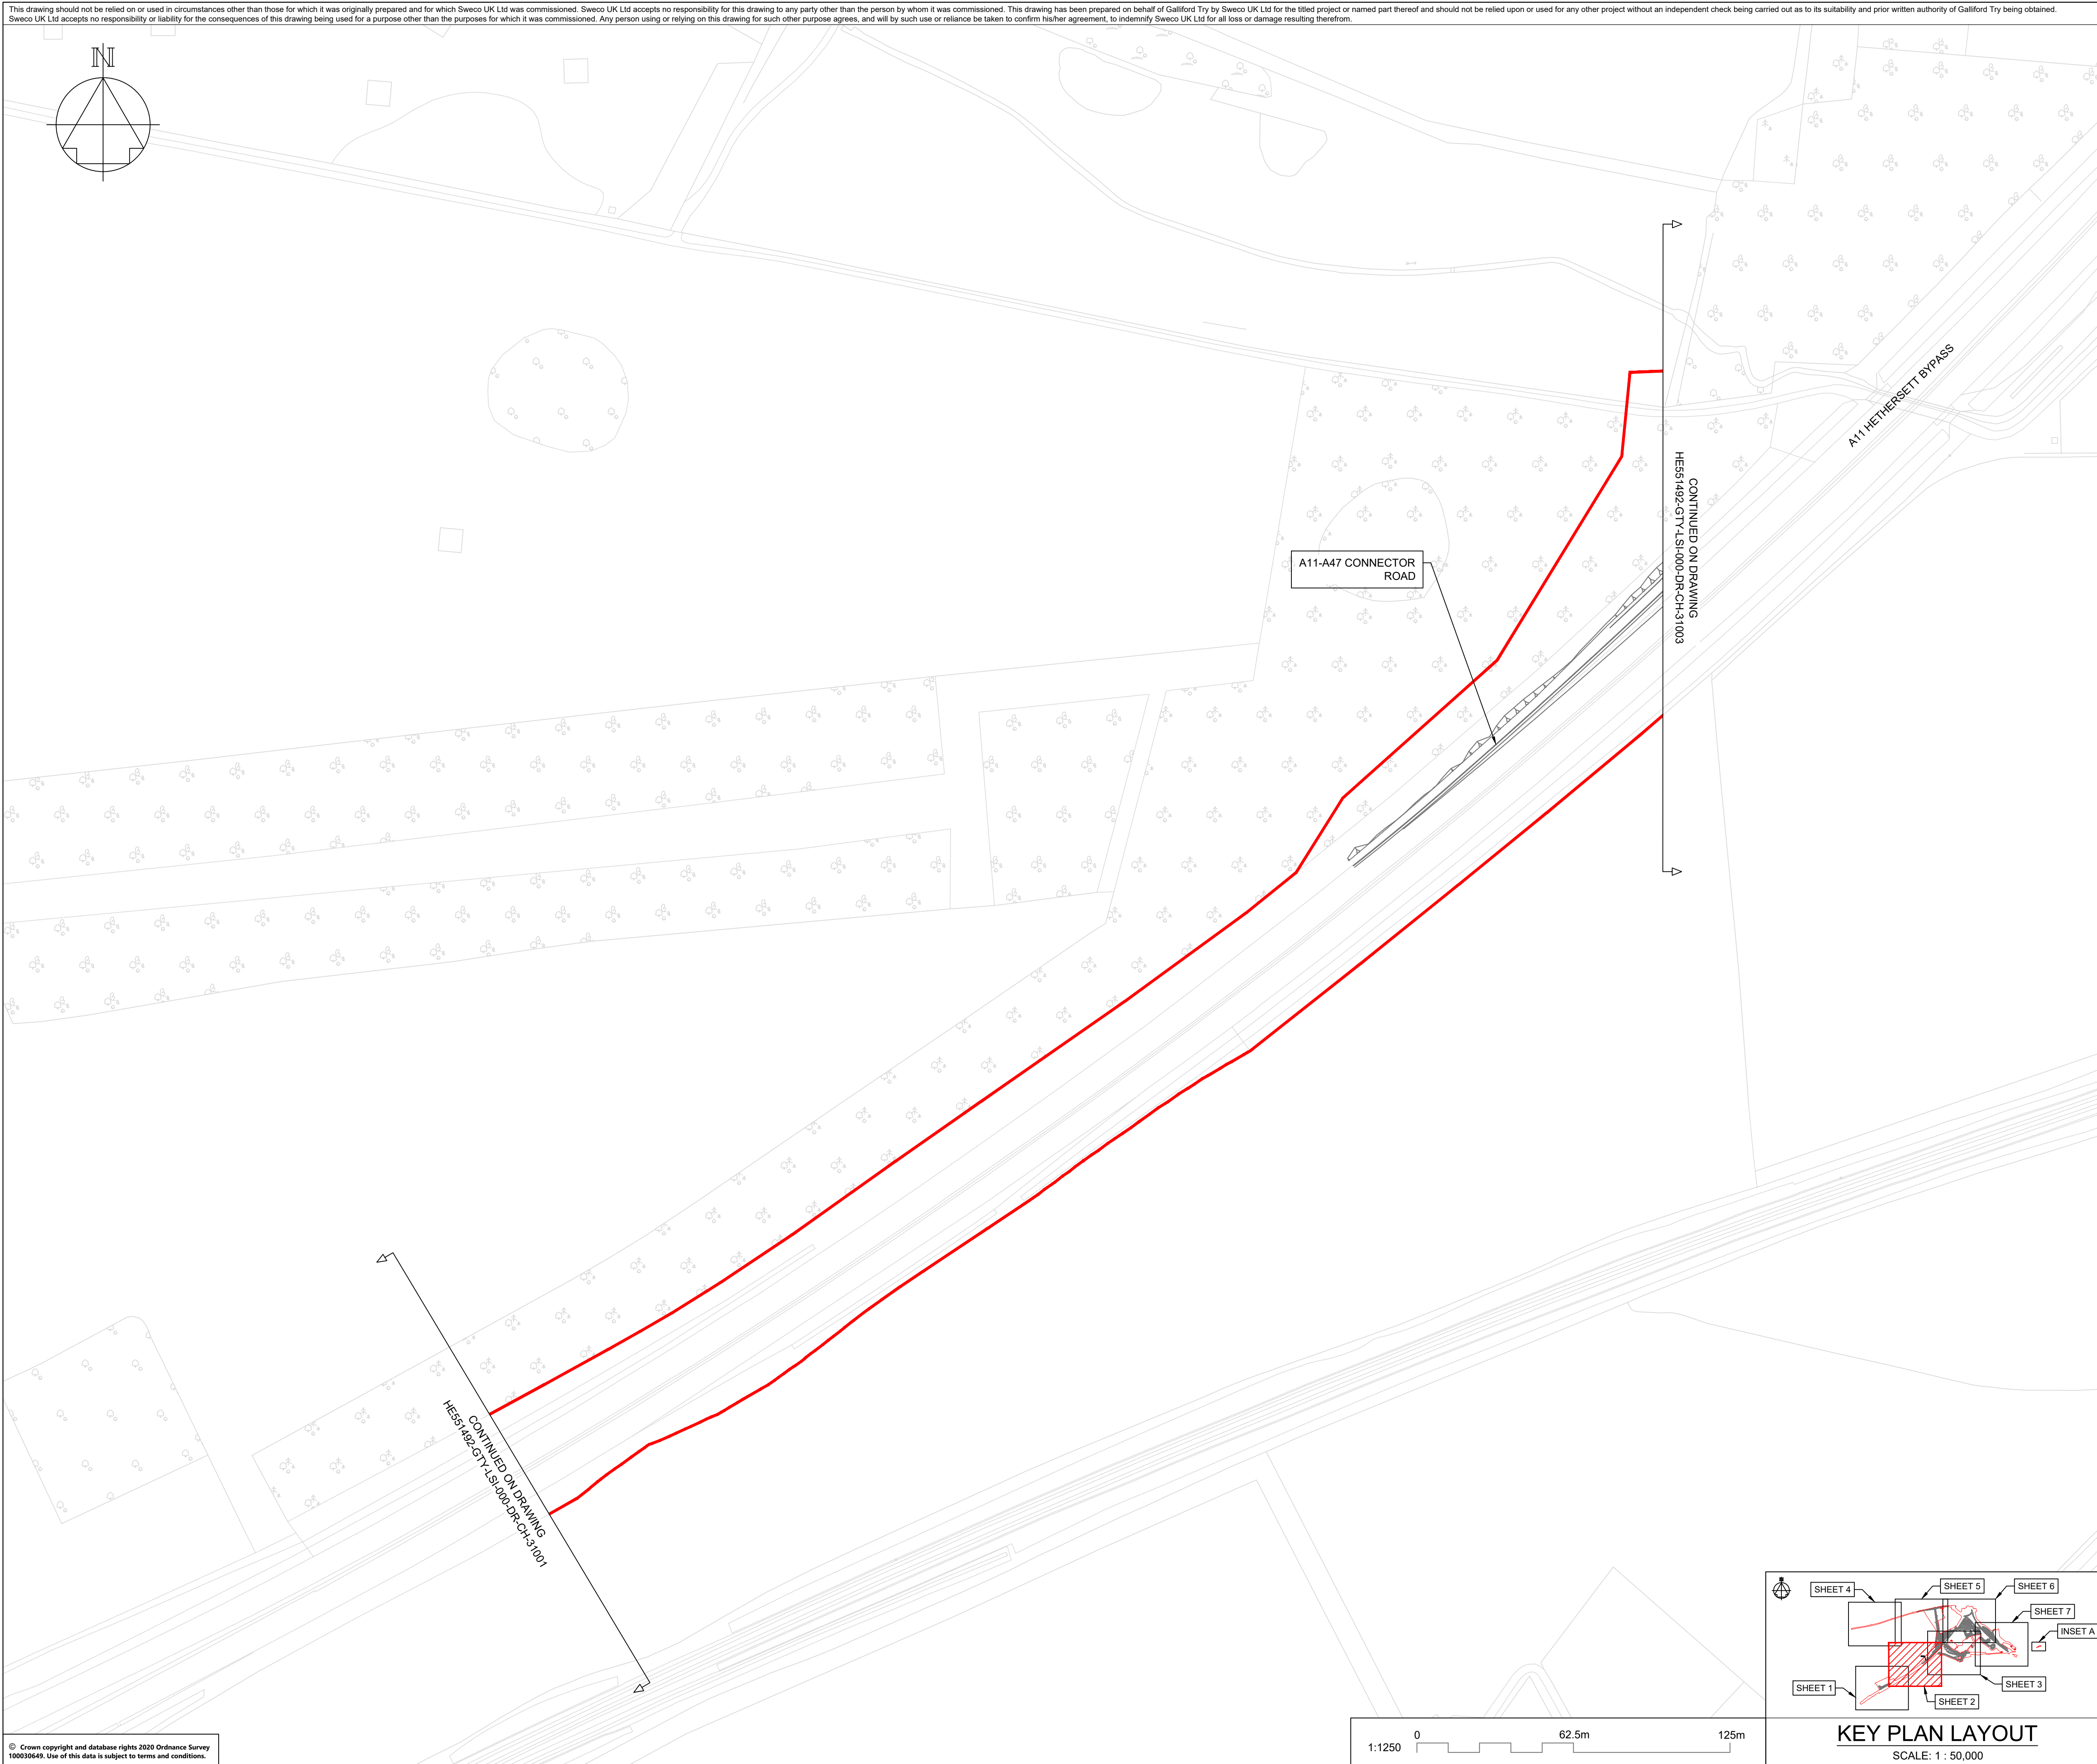 This drawing should not be relied on or used in circumstances other than those for which it was originally prepared and for which Sweco UK Ltd was commissioned. Sweco UK Ltd accepts no responsibility for this drawing to any party other than the person by whom it was commissioned. This drawing has been prepared on behalf of Galliford Try by Sweco UK Ltd for the titled project or named part thereof and should not be relied upon or used for any other project without an independent check being carried out as to its suitability and prior written authority of Galliford Try being obtained.
Sweco UK Ltd accepts no responsibility or liability for the consequences of this drawing being used for a purpose other than the purposes for which it was commissioned. Any person using or relying on this drawing for such other purpose agrees, and will by such use or reliance be taken to confirm his/her agreement, to indemnify Sweco UK Ltd for all loss or damage resulting therefrom.
N
A11 HETHERSETT BYPASS
CONTINUED ON DRAWING
HE551492-GTY-LSI-000-DR-CH-31003
A11-A47 CONNECTOR
ROAD
CONTINUED ON DRAWING
HE551492-GTY-LSI-000-DR-CH-31001
SHEET 4
SHEET 5
SHEET 6
SHEET 7
INSET A
SHEET 1
SHEET 2
SHEET 3
KEY PLAN LAYOUT
SCALE: 1 : 50,000
1:1250
0
62.5m
125m
© Crown copyright and database rights 2020 Ordnance Survey
100030649. Use of this data is subject to terms and conditions.